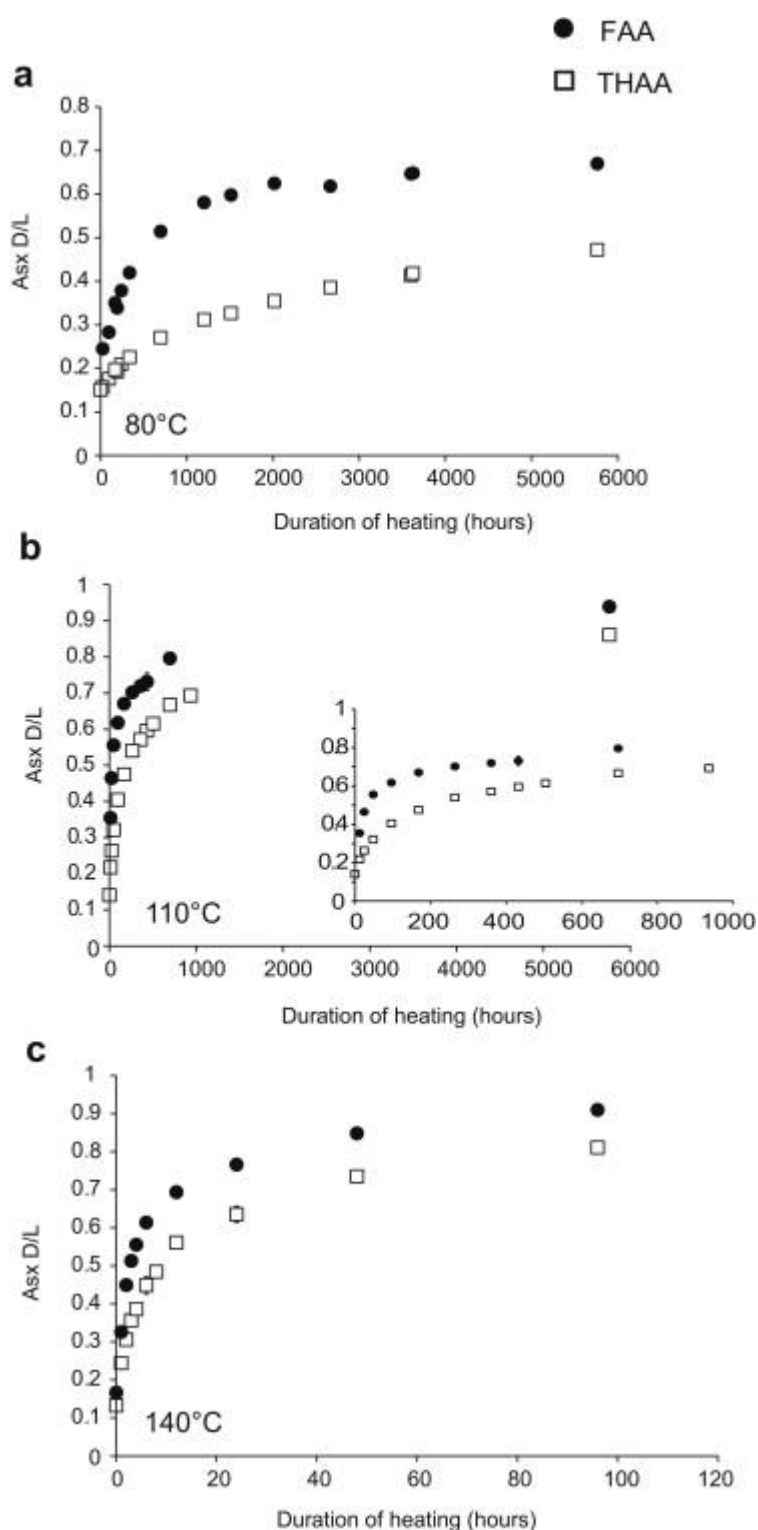 FAA
THAA
a
0.8
0.7
0.6
0.5
0.4
0.3
0.2
0.1
0
Asx D/L
80°C
0 1000 2000 3000 4000 5000 6000
Duration of heating (hours)
b
1
0.9
0.8
0.7
0.6
0.5
0.4
0.3
0.2
0.1
0
Asx D/L
110°C
1
0.8
0.6
0.4
0.2
0
0 200 400 600 800 1000
0 1000 2000 3000 4000 5000 6000
Duration of heating (hours)
c
1
0.9
0.8
0.7
0.6
0.5
0.4
0.3
0.2
0.1
0
Asx D/L
140°C
0 20 40 60 80 100 120
Duration of heating (hours)